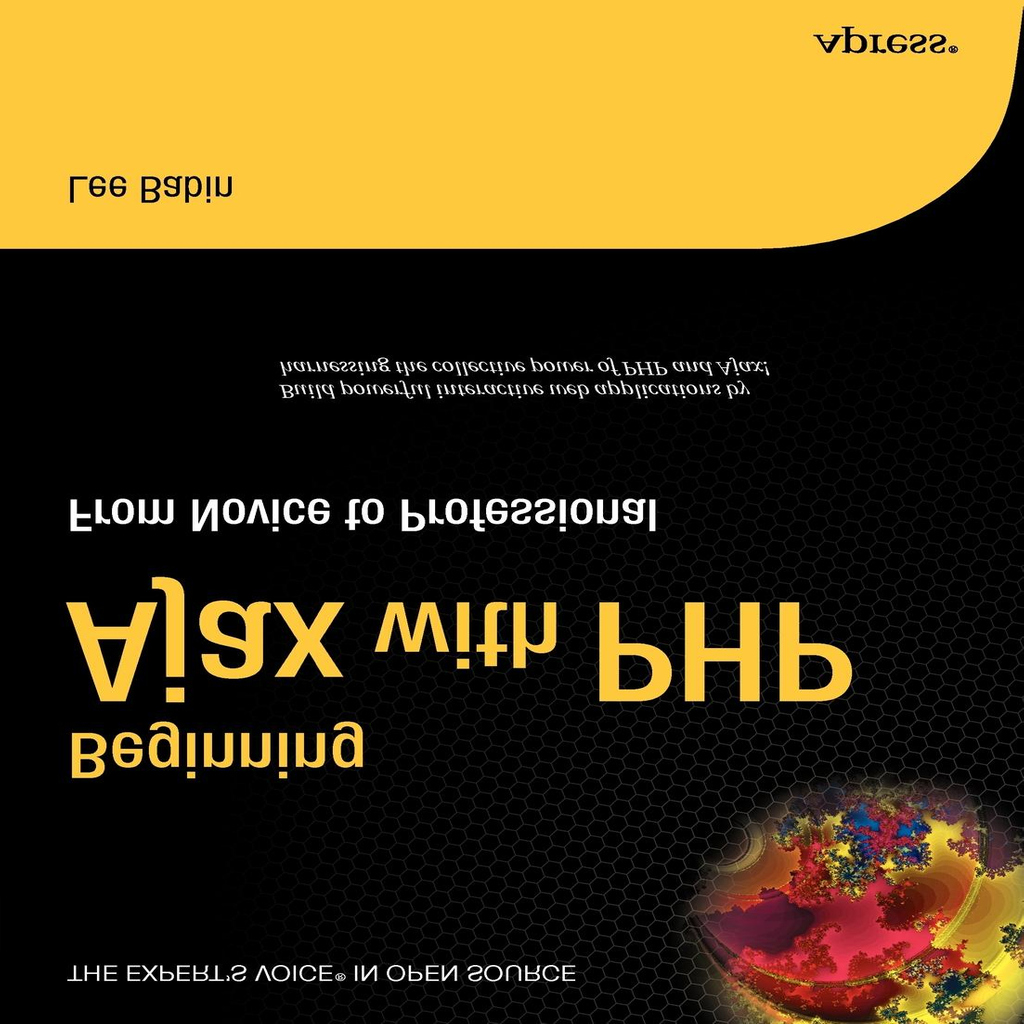 THE EXPERT'S VOICE® IN OPEN SOURCE
Beginning
Ajax with PHP
From Novice to Professional
Build powerful interactive web applications by
harnessing the collective power of PHP and Ajax!
Lee Babin
Apress®